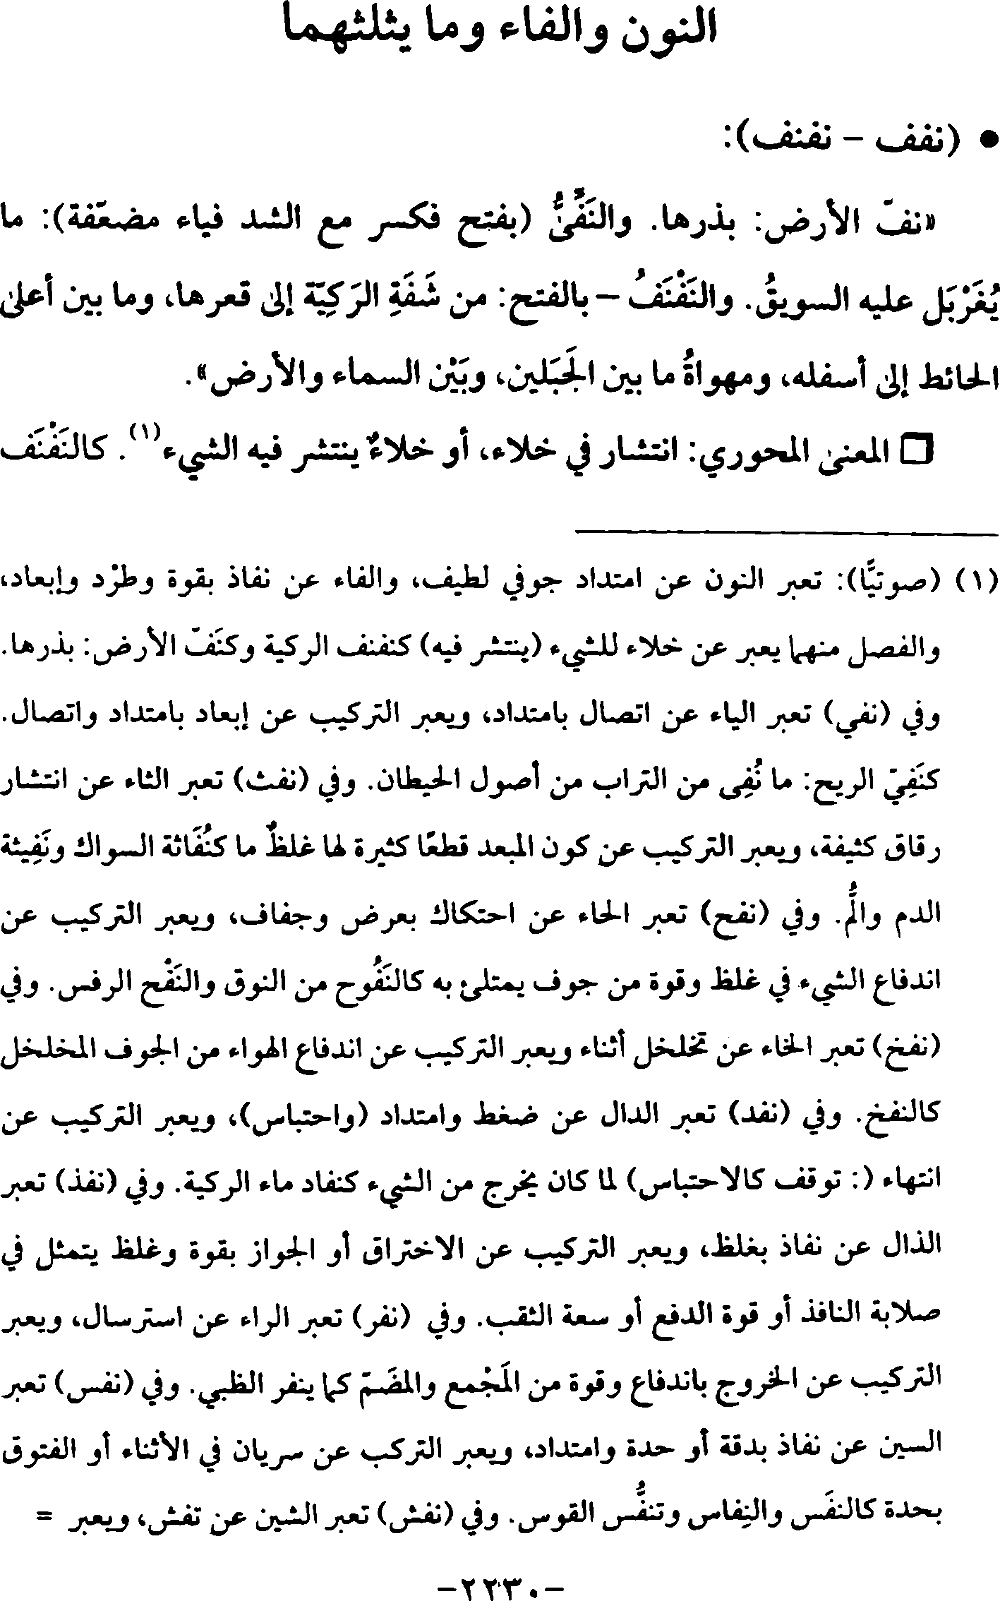 النون والفاء وما يثلثهما
• (نفف - نفنف):
«نفّ الأرض: بذرها. والنَفِّىُّ (بفتح فكسر مع الشد فياء مضعّفة): ما
يُغَرْبَل عليه السويقُ. والنَفْنَفُ - بالفتح: من شَفَةِ الرَكِيّة إلى قعرها، وما بين أعلى
الحائط إلى أسفله، ومهواةُ ما بين الجَبَلين، وبَيْن السماء والأرض».
□ المعنى المحوري: انتشار في خلاء، أو خلاءٌ ينتشر فيه الشيء(١). كالنَفْنَف
(١) (صوتيًّا): تعبر النون عن امتداد جوفي لطيف، والفاء عن نفاذ بقوة وطرْد وإبعاد،
والفصل منهما يعبر عن خلاء للشيء (ينتشر فيه) كنفنف الركية وكنَفّ الأرض: بذرها.
وفي (نفي) تعبر الياء عن اتصال بامتداد، ويعبر التركيب عن إبعاد بامتداد واتصال.
كنَفِيّ الريح: ما نُفِى من التراب من أصول الحيطان. وفي (نفث) تعبر الثاء عن انتشار
رقاق كثيفة، ويعبر التركيب عن كون المبعد قطعًا كثيرة لها غلظٌ ما كنُفَاثة السواك ونَفِيثة
الدم والُّم. وفي (نفح) تعبر الحاء عن احتكاك بعرض وجفاف، ويعبر التركيب عن
اندفاع الشيء في غلظ وقوة من جوف يمتلئ به كالنَفُوح من النوق والنَفْح الرفس. وفي
(نفخ) تعبر الخاء عن تخلخل أثناء ويعبر التركيب عن اندفاع الهواء من الجوف المخلخل
كالنفخ. وفي (نفد) تعبر الدال عن ضغط وامتداد (واحتباس)، ويعبر التركيب عن
انتهاء (: توقف كالاحتباس) لما كان يخرج من الشيء كنفاد ماء الركية. وفي (نفذ) تعبر
الذال عن نفاذ بغلظ، ويعبر التركيب عن الاختراق أو الجواز بقوة وغلظ يتمثل في
صلابة النافذ أو قوة الدفع أو سعة الثقب. وفي (نفر) تعبر الراء عن استرسال، ويعبر
التركيب عن الخروج باندفاع وقوة من المَجْمع والمضَمّ كما ينفر الظبي. وفي (نفس) تعبر
السين عن نفاذ بدقة أو حدة وامتداد، ويعبر التركب عن سريان في الأثناء أو الفتوق
بحدة كالنفَس والنِفاس وتنفُّس القوس. وفي (نفش) تعبر الشين عن تفش، ويعبر =
-٢٢٣٠-